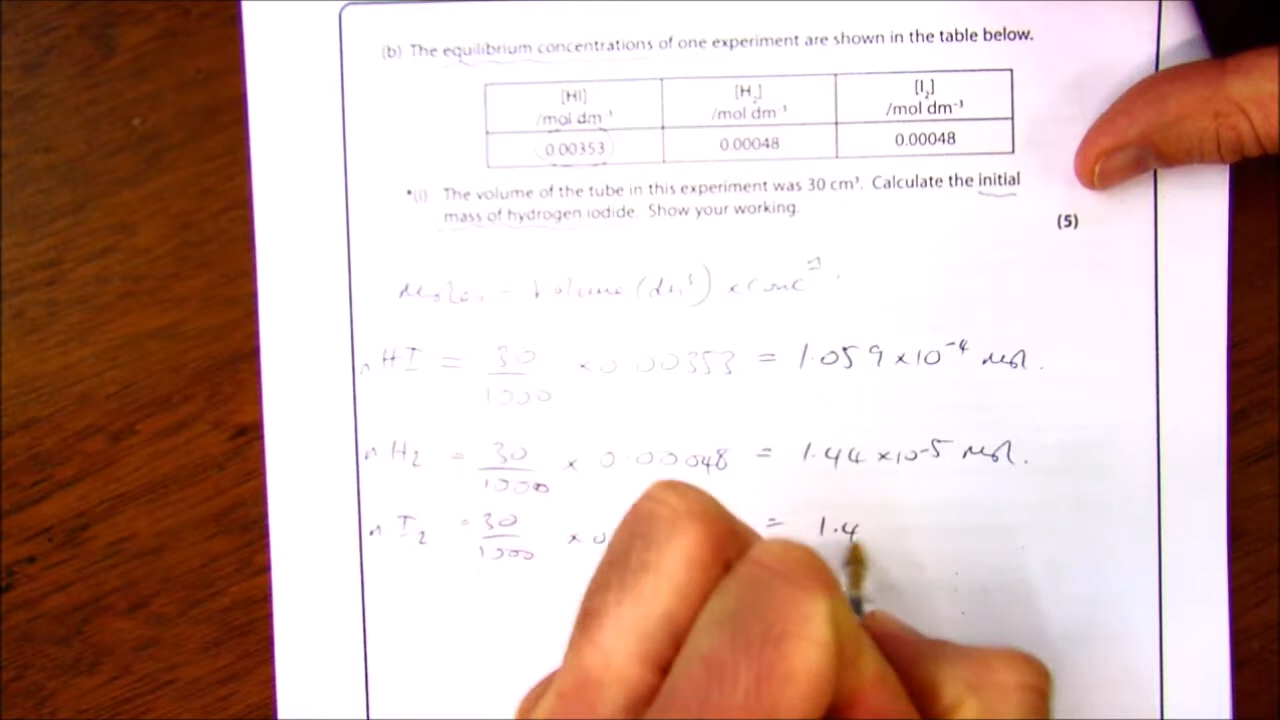 (b) The equilibrium concentrations of one experiment are shown in the table below.
[HI] /mol dm⁻³
[H₂] /mol dm⁻³
[I₂] /mol dm⁻³
0.00353 0.00048 0.00048
*(i) The volume of the tube in this experiment was 30 cm³. Calculate the initial
mass of hydrogen iodide. Show your working.
(5)
Moles = Volume (dm³) × conc
nHI = 30/1000 × 0.00353 = 1.059 × 10⁻⁴ mol.
nH₂ = 30/1000 × 0.00048 = 1.44 × 10⁻⁵ mol.
nI₂ = 30/1000 × 0 = 1.4